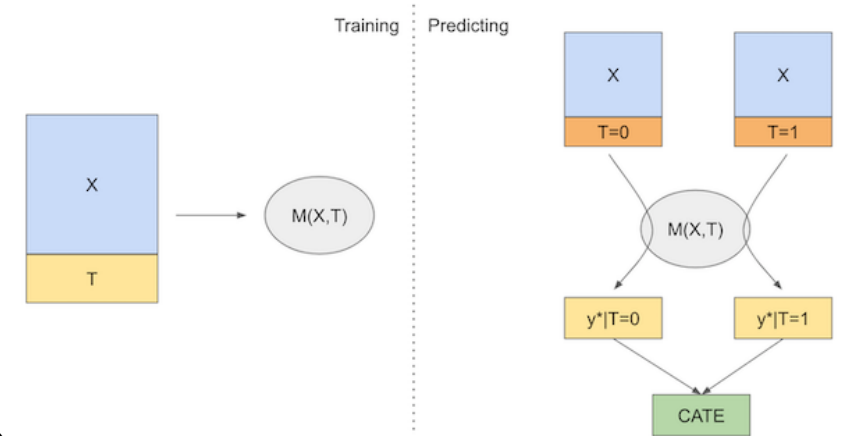 Training
Predicting
X
T
M(X,T)
X
T=0
X
T=1
M(X,T)
y*|T=0
y*|T=1
CATE